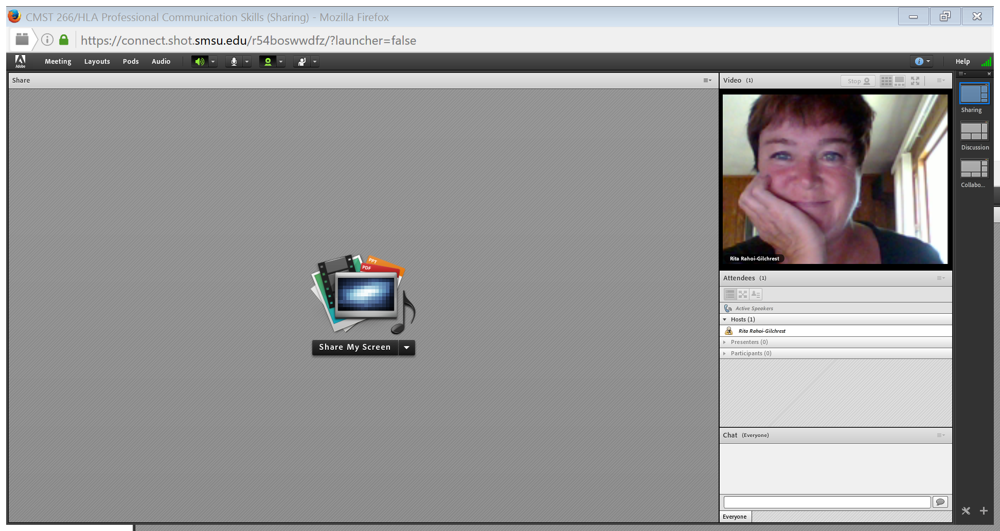 CMST 266/HLA Professional Communication Skills (Sharing) - Mozilla Firefox
https://connect.shot.smsu.edu/r54boswwdfz/?launcher=false
Adobe
Meeting Layouts Pods Audio
Help
Share
Video (1)
Stop
Sharing
Discussion
Collabo...
Rita Rahoi-Gilchrest
PPT
PDF
Share My Screen
Attendees (1)
Active Speakers
Hosts (1)
Rita Rahoi-Gilchrest
Presenters (0)
Participants (0)
Chat (Everyone)
Everyone